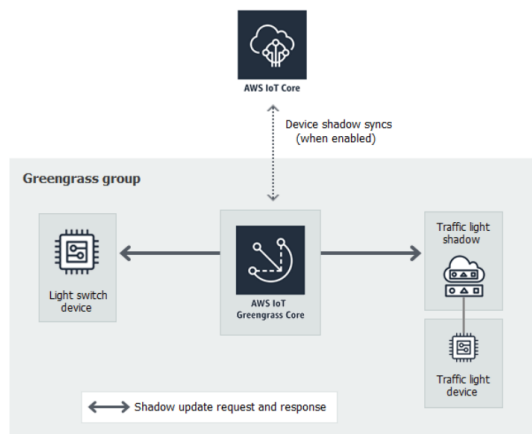 AWS IoT Core
Device shadow syncs
(when enabled)
Greengrass group
Traffic light
shadow
Light switch
device
AWS IoT
Greengrass Core
Traffic light
device
Shadow update request and response